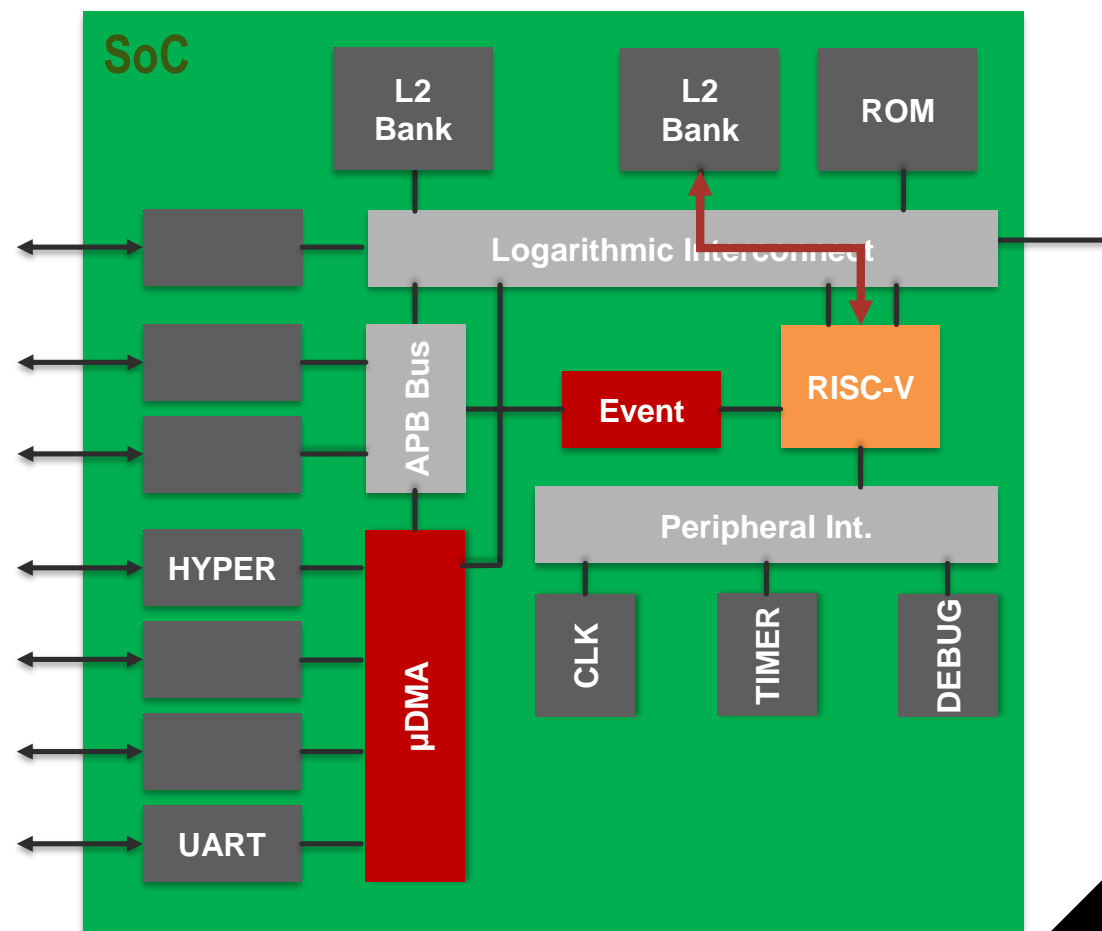 SoC
L2
Bank
L2
Bank
ROM
Logarithmic Interconnect
APB Bus
Event
RISC-V
Peripheral Int.
HYPER
CLK
TIMER
DEBUG
µDMA
UART